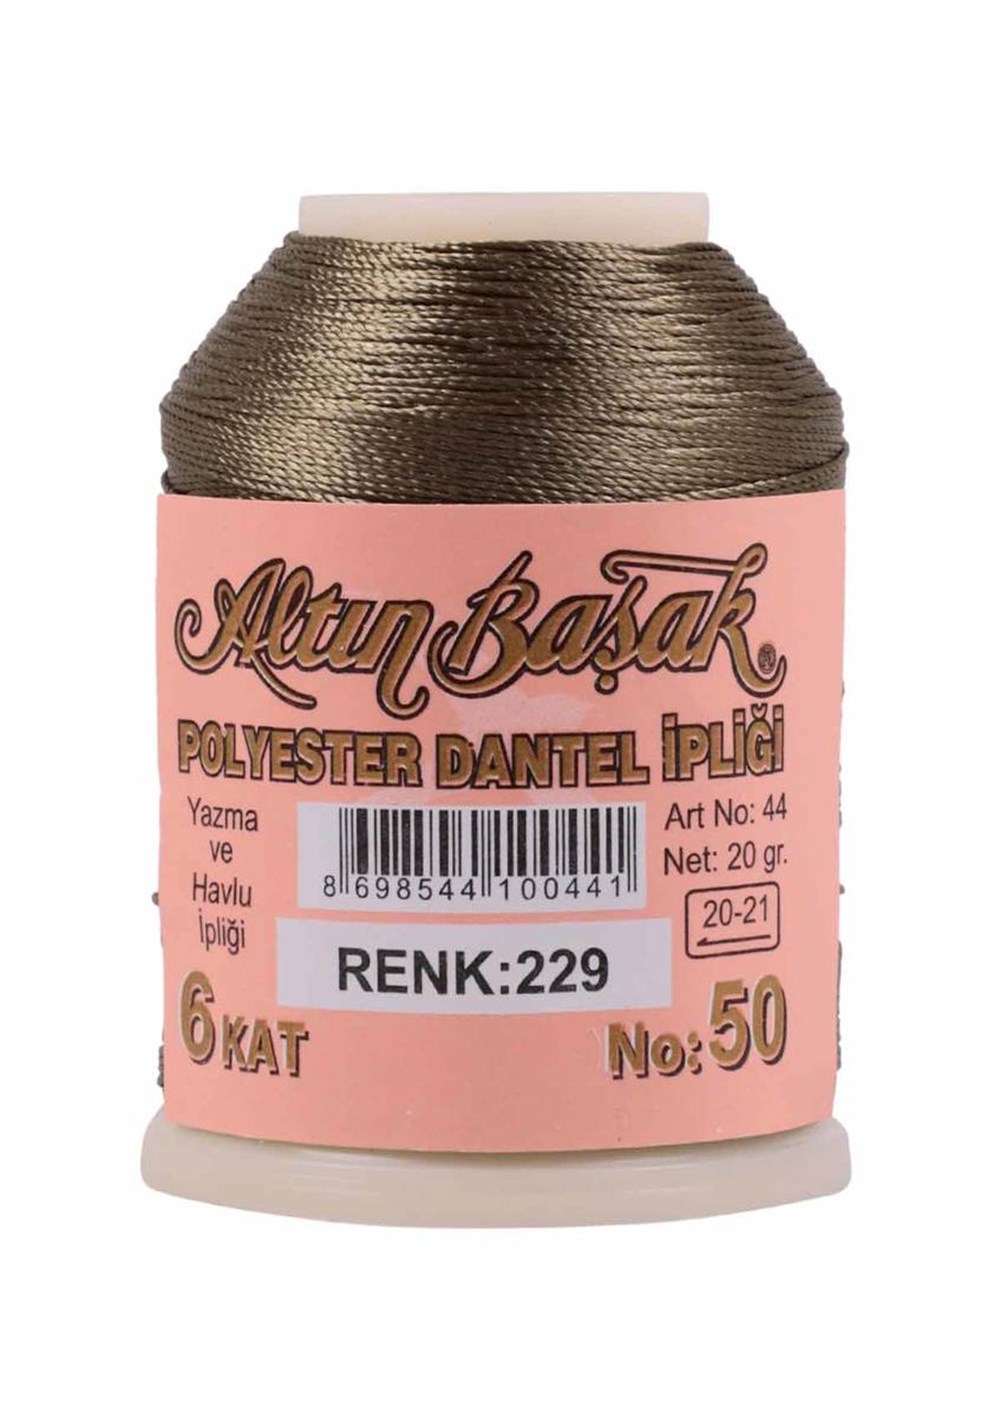 Altın Başak ®
POLYESTER DANTEL İPLİĞİ
Yazma
ve
Havlu
İpliği
8 698544 100441
Art No: 44
Net: 20 gr.
20-21
RENK:229
6 KAT
No: 50